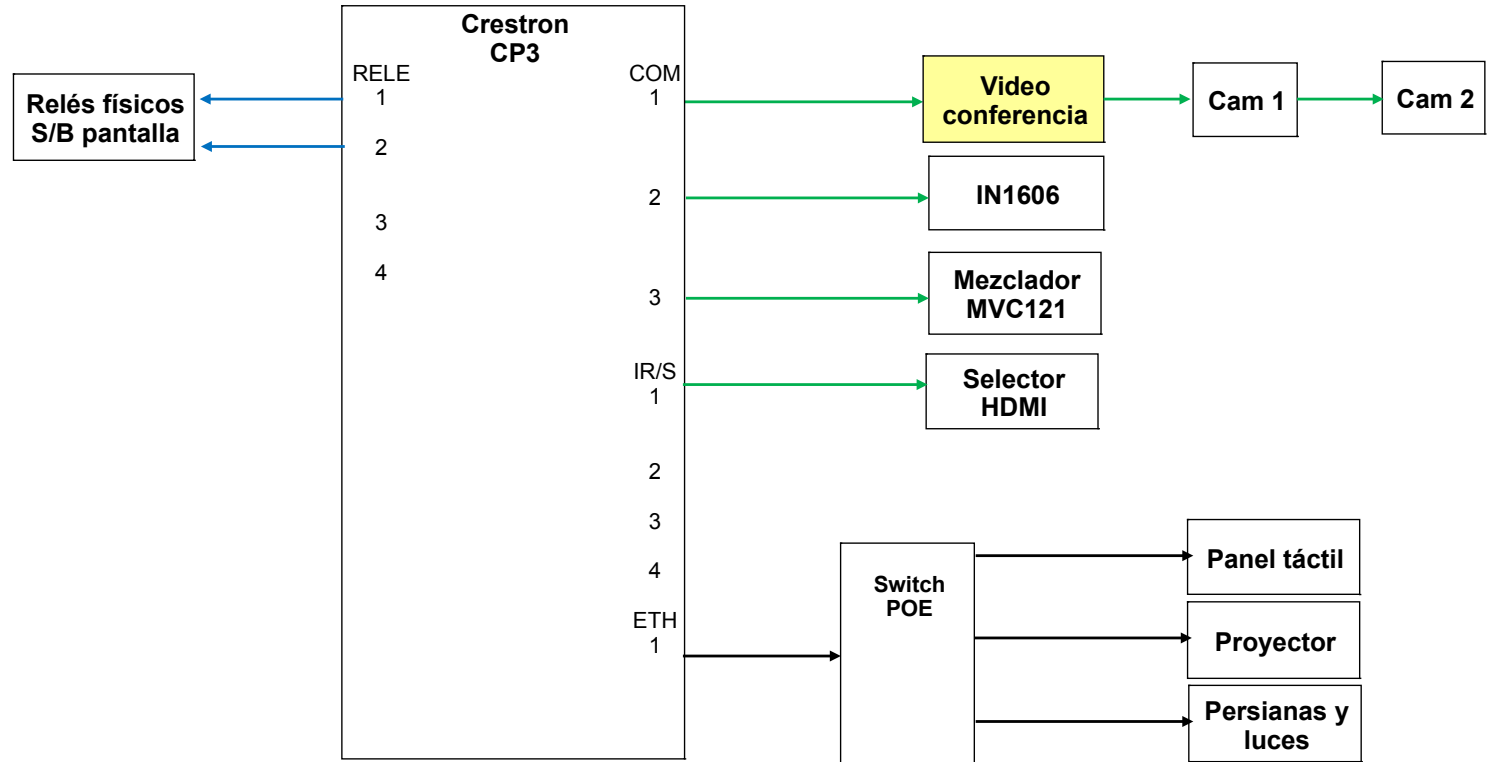 Crestron
CP3
RELE
1
2
3
4
COM
1
2
3
IR/S
1
2
3
4
ETH
1
Relés físicos
S/B pantalla
Video
conferencia
Cam 1
Cam 2
IN1606
Mezclador
MVC121
Selector
HDMI
Switch
POE
Panel táctil
Proyector
Persianas y
luces